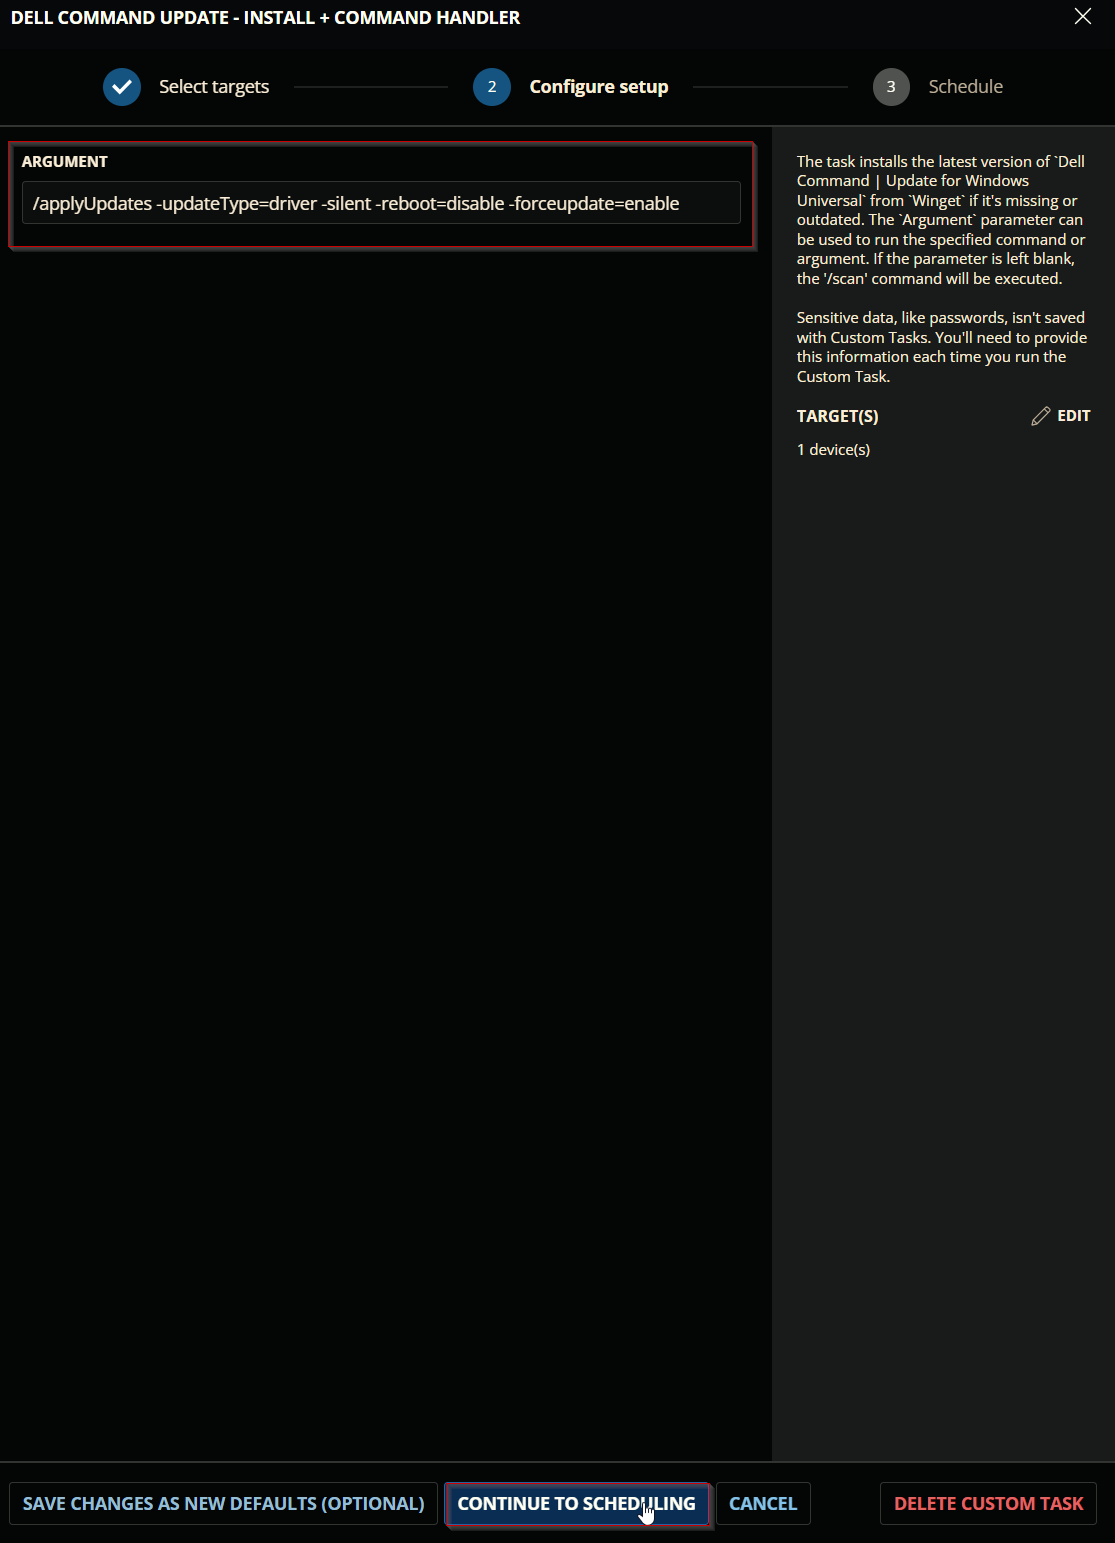 DELL COMMAND UPDATE - INSTALL + COMMAND HANDLER
Select targets
2 Configure setup
3 Schedule
ARGUMENT
/applyUpdates -updateType=driver -silent -reboot=disable -forceupdate=enable
The task installs the latest version of `Dell
Command | Update for Windows
Universal` from `Winget` if it's missing or
outdated. The `Argument` parameter can
be used to run the specified command or
argument. If the parameter is left blank,
the '/scan' command will be executed.
Sensitive data, like passwords, isn't saved
with Custom Tasks. You'll need to provide
this information each time you run the
Custom Task.
TARGET(S)
EDIT
1 device(s)
SAVE CHANGES AS NEW DEFAULTS (OPTIONAL)
CONTINUE TO SCHEDULING
CANCEL
DELETE CUSTOM TASK